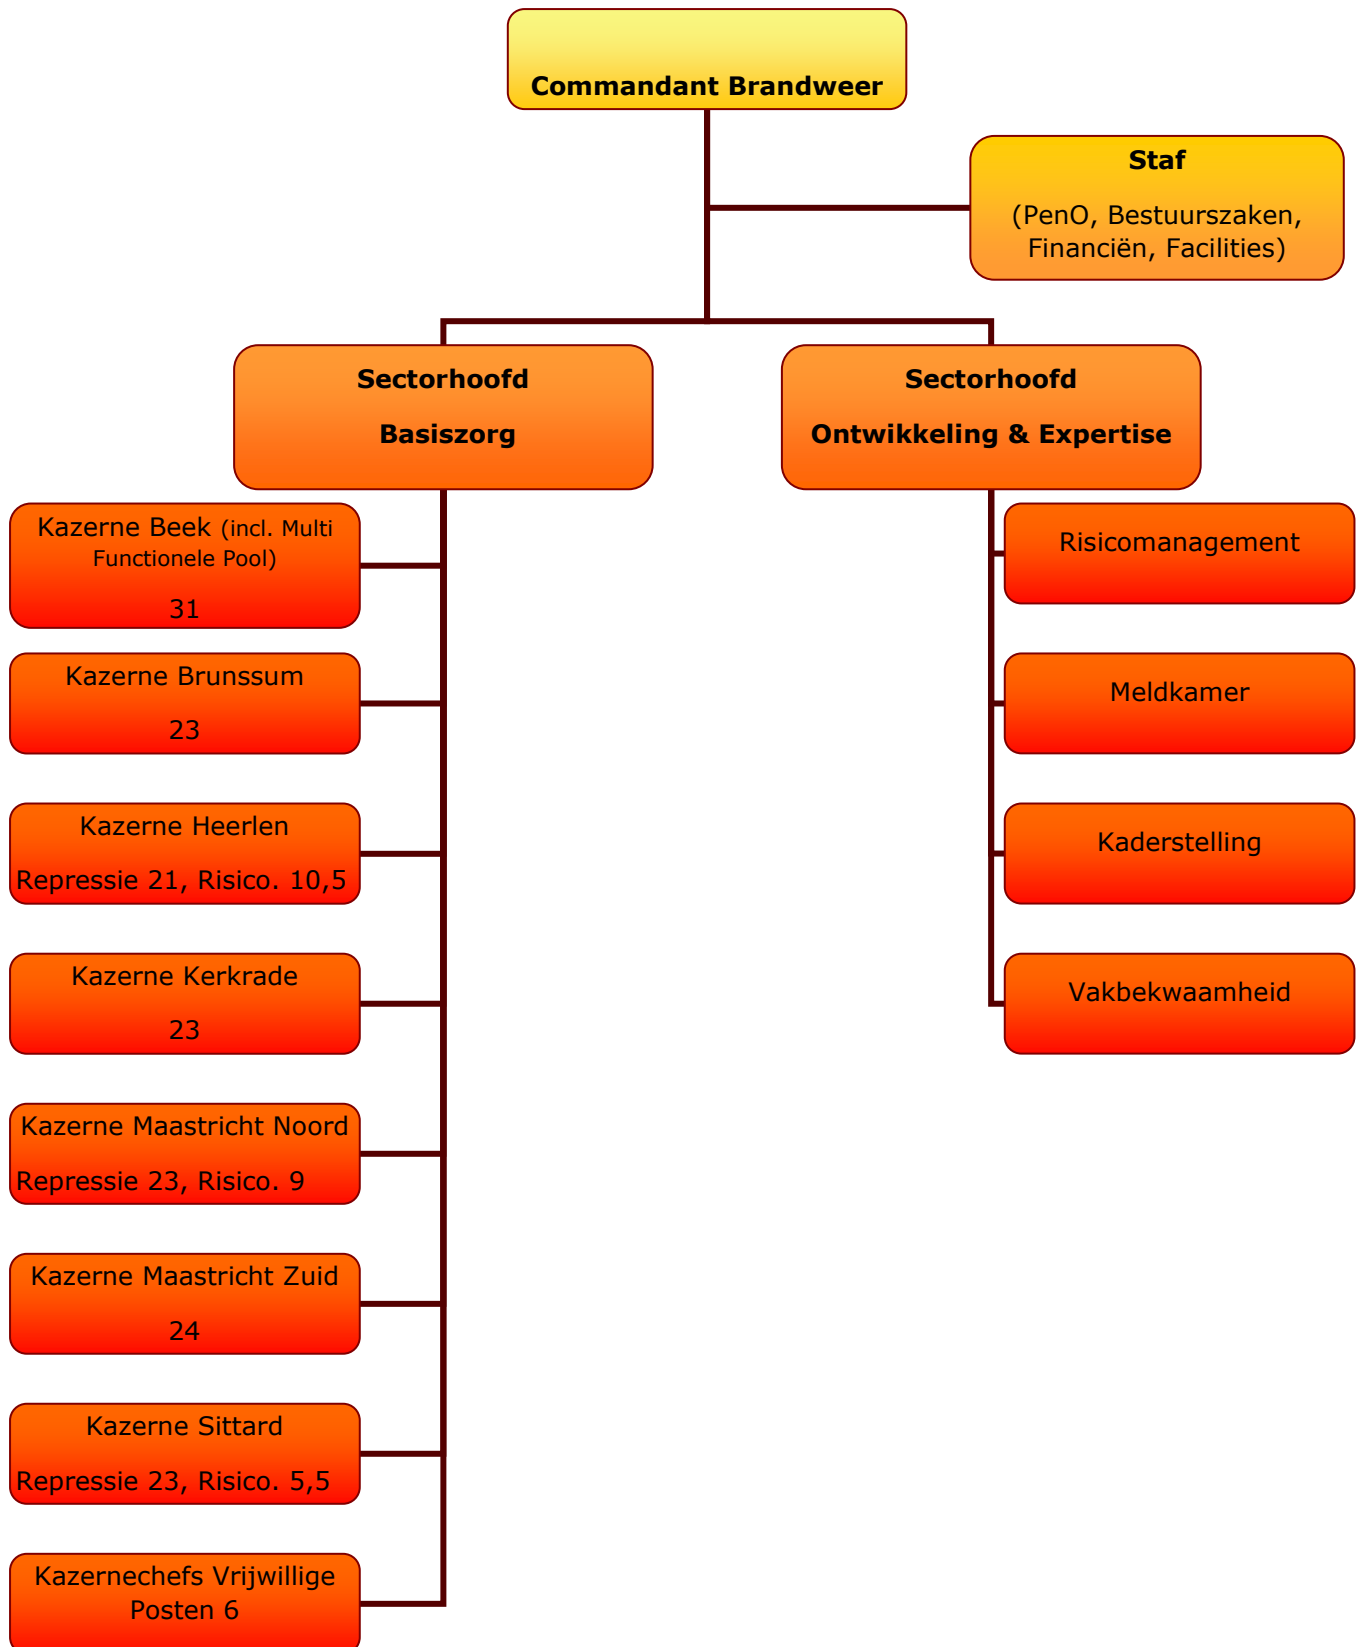 Commandant Brandweer
Staf
(PenO, Bestuurszaken,
Financiën, Facilities)
Sectorhoofd
Basiszorg
Sectorhoofd
Ontwikkeling & Expertise
Kazerne Beek (incl. Multi
Functionele Pool)
31
Kazerne Brunssum
23
Kazerne Heerlen
Repressie 21, Risico. 10,5
Kazerne Kerkrade
23
Kazerne Maastricht Noord
Repressie 23, Risico. 9
Kazerne Maastricht Zuid
24
Kazerne Sittard
Repressie 23, Risico. 5,5
Kazernechefs Vrijwillige
Posten 6
Risicomanagement
Meldkamer
Kaderstelling
Vakbekwaamheid